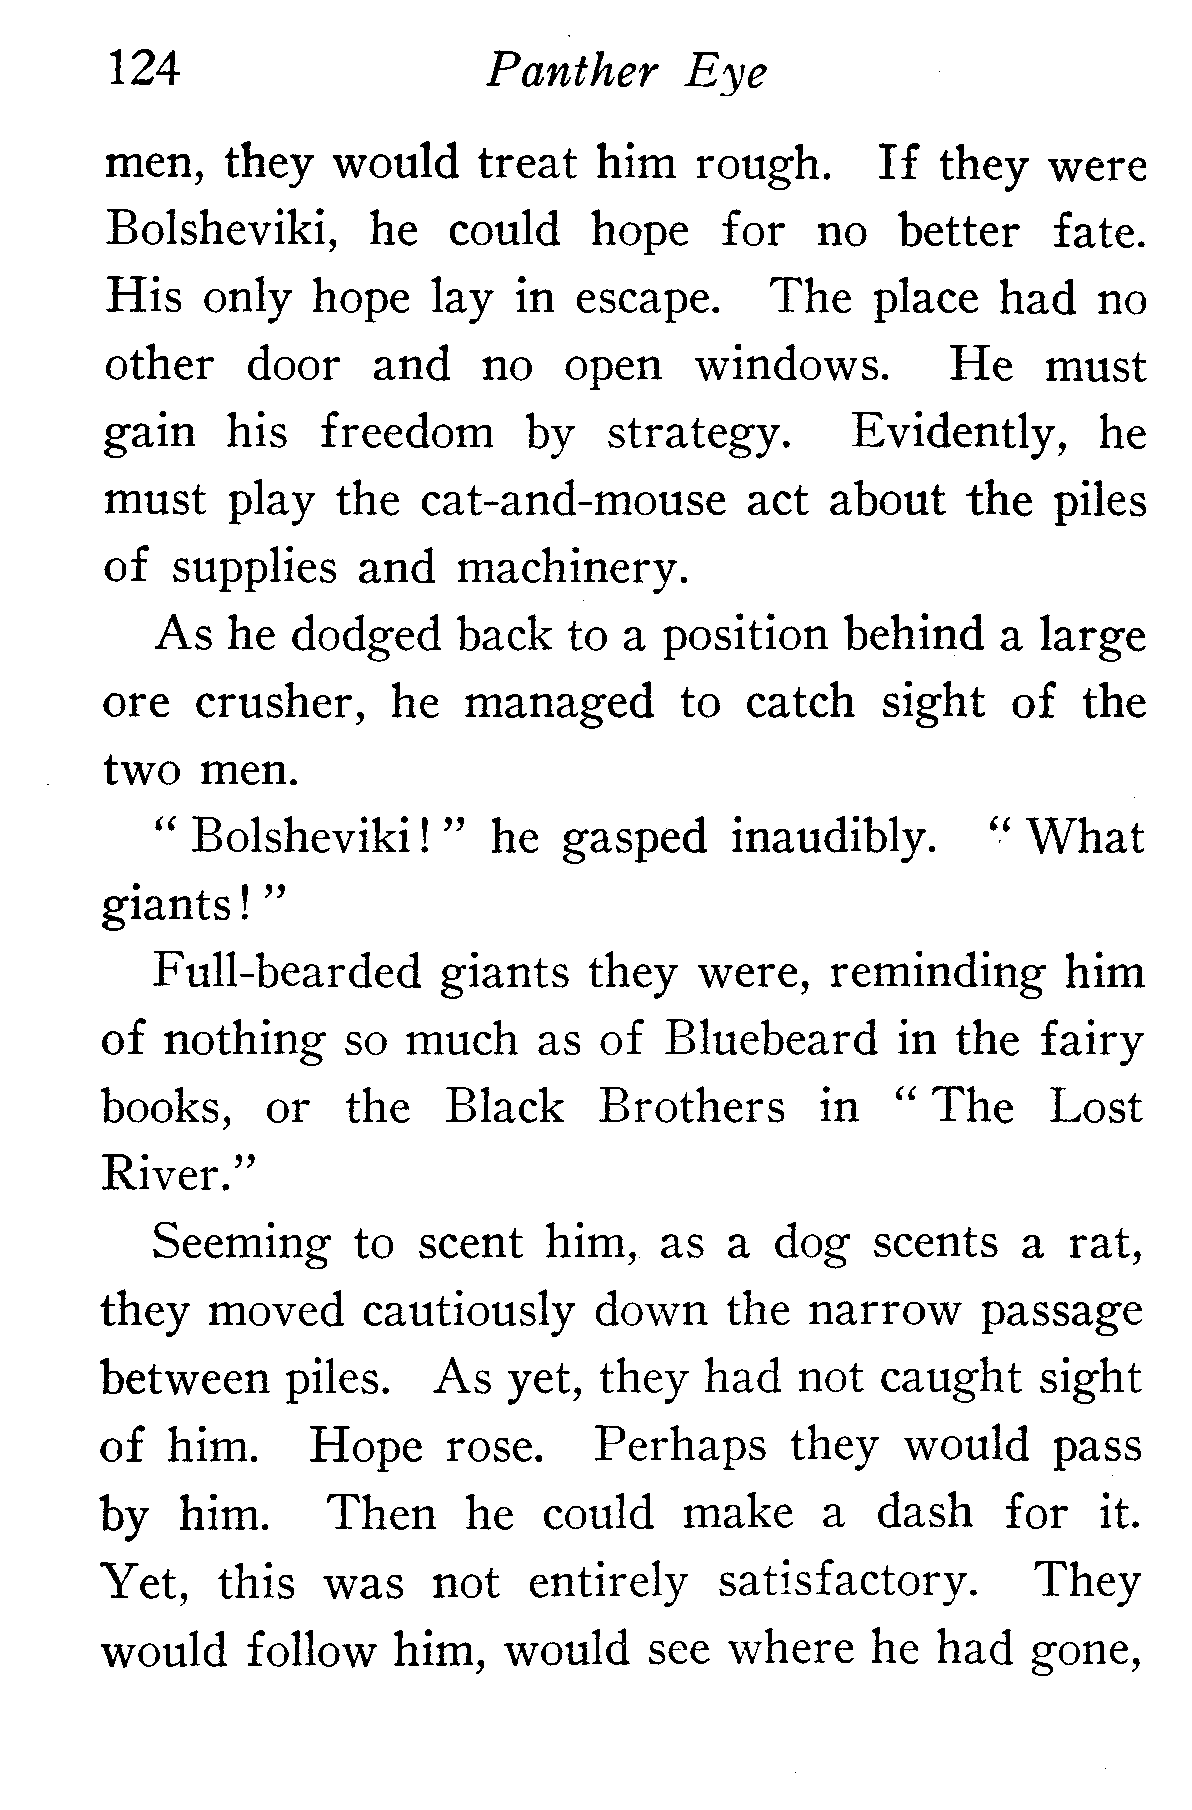 124 Panther Eye
men, they would treat him rough. If they were
Bolsheviki, he could hope for no better fate.
His only hope lay in escape. The place had no
other door and no open windows. He must
gain his freedom by strategy. Evidently, he
must play the cat-and-mouse act about the piles
of supplies and machinery.
As he dodged back to a position behind a large
ore crusher, he managed to catch sight of the
two men.
“ Bolsheviki! ” he gasped inaudibly. “ What
giants! ”
Full-bearded giants they were, reminding him
of nothing so much as of Bluebeard in the fairy
books, or the Black Brothers in “ The Lost
River.”
Seeming to scent him, as a dog scents a rat,
they moved cautiously down the narrow passage
between piles. As yet, they had not caught sight
of him. Hope rose. Perhaps they would pass
by him. Then he could make a dash for it.
Yet, this was not entirely satisfactory. They
would follow him, would see where he had gone,